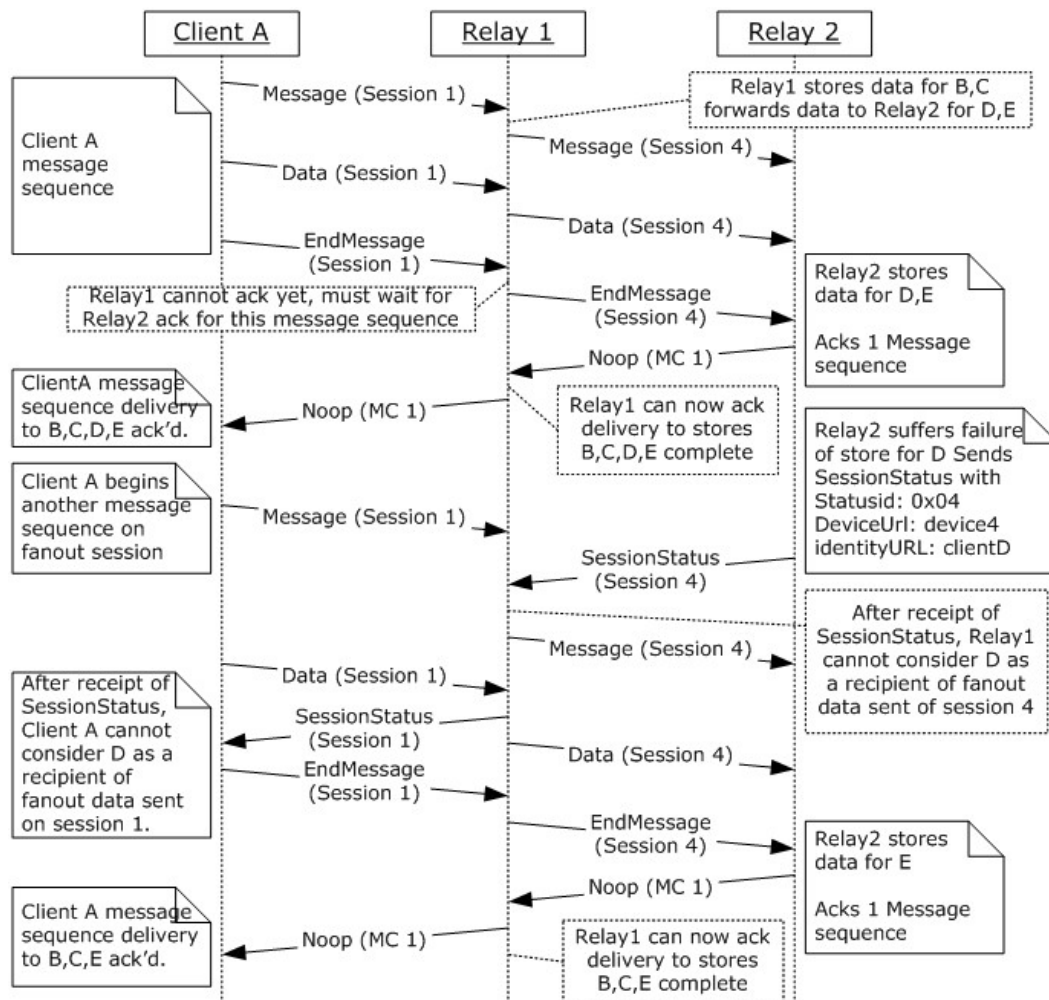 Client A
Relay 1
Relay 2
Client A
message
sequence
Message (Session 1)
Relay1 stores data for B,C
forwards data to Relay2 for D,E
Message (Session 4)
Data (Session 1)
Data (Session 4)
EndMessage
(Session 1)
Relay1 cannot ack yet, must wait for
Relay2 ack for this message sequence
EndMessage
(Session 4)
Relay2 stores
data for D,E
Acks 1 Message
sequence
Noop (MC 1)
ClientA message
sequence delivery
to B,C,D,E ack'd.
Noop (MC 1)
Relay1 can now ack
delivery to stores
B,C,D,E complete
Relay2 suffers failure
of store for D Sends
SessionStatus with
Statusid: 0x04
DeviceUrl: device4
identityURL: clientD
Client A begins
another message
sequence on
fanout session
Message (Session 1)
SessionStatus
(Session 4)
After receipt of
SessionStatus, Relay1
cannot consider D as
a recipient of fanout
data sent of session 4
Message (Session 4)
Data (Session 1)
After receipt of
SessionStatus,
Client A cannot
consider D as a
recipient of
fanout data sent
on session 1.
SessionStatus
(Session 1)
Data (Session 4)
EndMessage
(Session 1)
EndMessage
(Session 4)
Relay2 stores
data for E
Acks 1 Message
sequence
Noop (MC 1)
Client A message
sequence delivery
to B,C,E ack'd.
Noop (MC 1)
Relay1 can now ack
delivery to stores
B,C,E complete